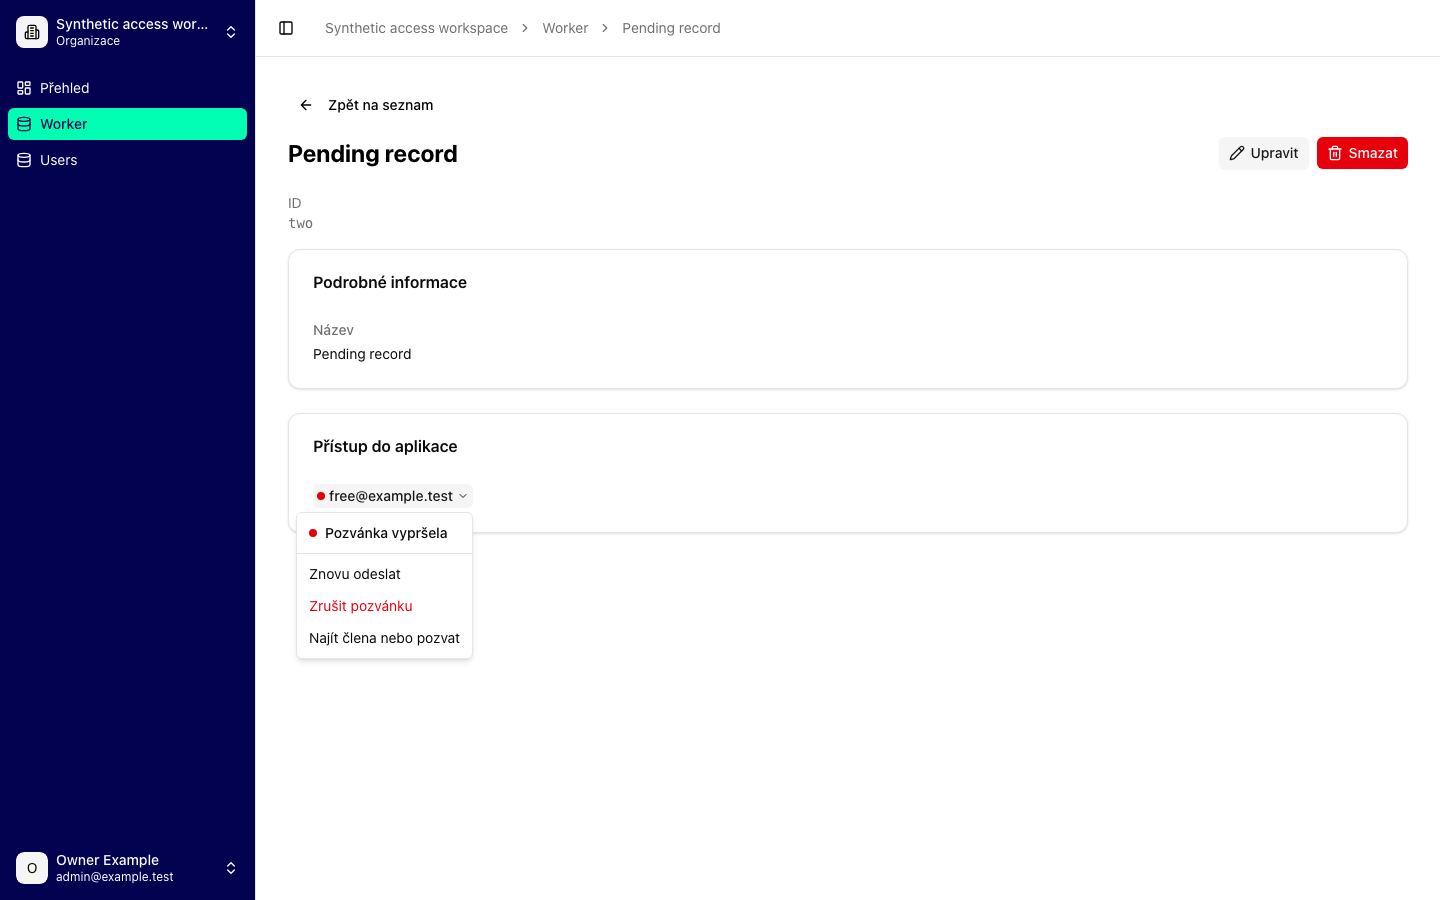 Synthetic access wor...
Organizace
Přehled
Worker
Users
Owner Example
O
admin@example.test
Synthetic access workspace > Worker > Pending record
Zpět na seznam
Pending record
Upravit
Smazat
ID
two
Podrobné informace
Název
Pending record
Přístup do aplikace
free@example.test
Pozvánka vypršela
Znovu odeslat
Zrušit pozvánku
Najít člena nebo pozvat